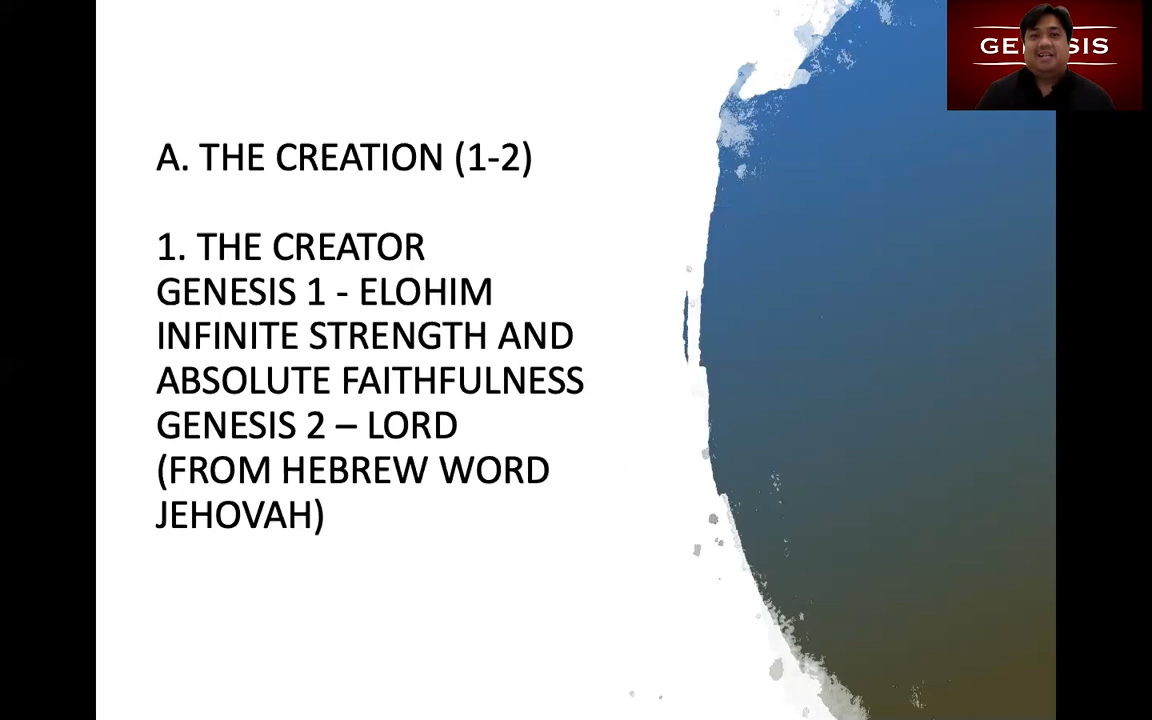 GENESIS
A. THE CREATION (1-2)
1. THE CREATOR
GENESIS 1 - ELOHIM
INFINITE STRENGTH AND
ABSOLUTE FAITHFULNESS
GENESIS 2 – LORD
(FROM HEBREW WORD
JEHOVAH)